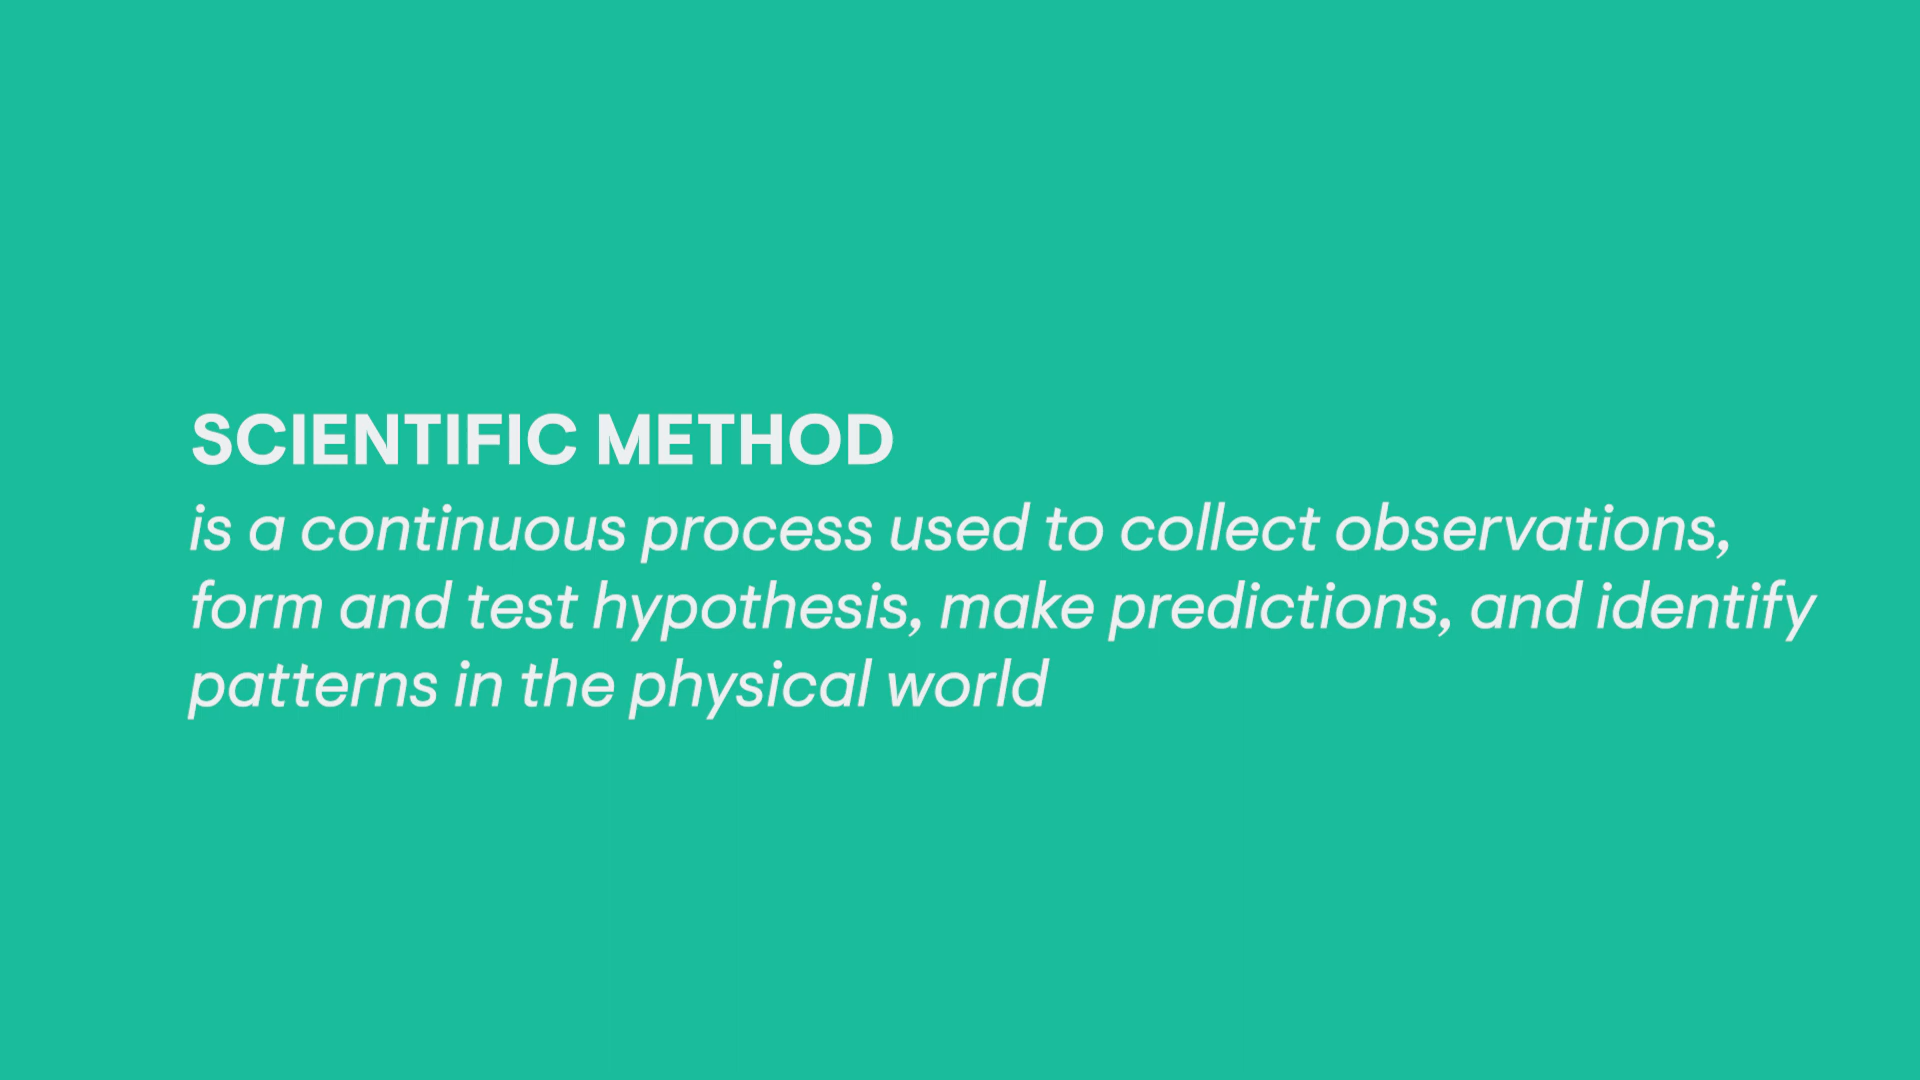 SCIENTIFIC METHOD
is a continuous process used to collect observations,
form and test hypothesis, make predictions, and identify
patterns in the physical world